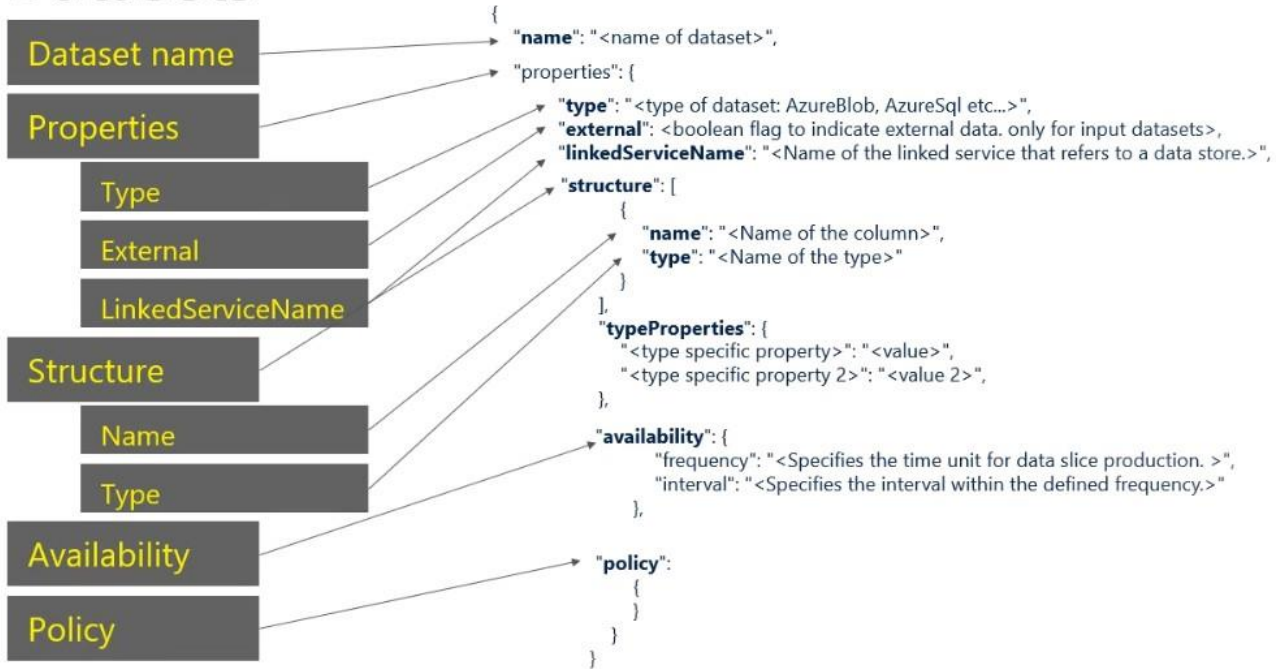 Dataset name
Properties
Type
External
LinkedServiceName
Structure
Name
Type
Availability
Policy
{
"name": "<name of dataset>",
"properties": {
"type": "<type of dataset: AzureBlob, AzureSql etc...>",
"external": <boolean flag to indicate external data. only for input datasets>,
"linkedServiceName": "<Name of the linked service that refers to a data store.>",
"structure": [
{
"name": "<Name of the column>",
"type": "<Name of the type>"
}
],
"typeProperties": {
"<type specific property>": "<value>",
"<type specific property 2>": "<value 2>",
},
"availability": {
"frequency": "<Specifies the time unit for data slice production. >",
"interval": "<Specifies the interval within the defined frequency.>"
},
"policy":
{
}
}
}